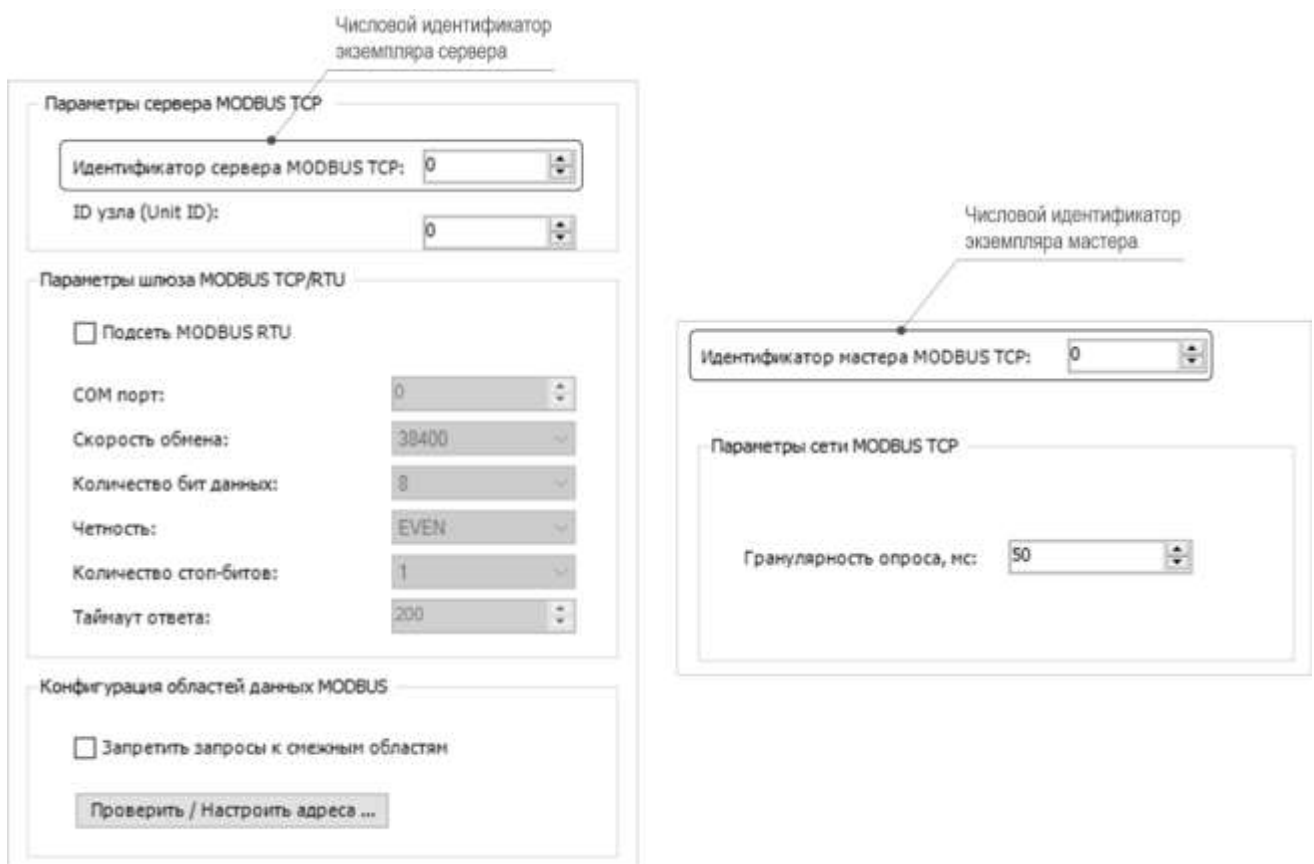 Числовой идентификатор
экземпляра сервера
Параметры сервера MODBUS TCP
Идентификатор сервера MODBUS TCP: 0
ID узла (Unit ID):
0
Параметры шлюза MODBUS TCP/RTU
Подсеть MODBUS RTU
COM порт: 0
Скорость обмена: 38400
Количество бит данных: 8
Четность: EVEN
Количество стоп-битов: 1
Таймаут ответа: 200
Конфигурация областей данных MODBUS
Запретить запросы к смежным областям
Проверить / Настроить адреса ...
Числовой идентификатор
экземпляра мастера
Идентификатор мастера MODBUS TCP: 0
Параметры сети MODBUS TCP
Гранулярность опроса, мс: 50